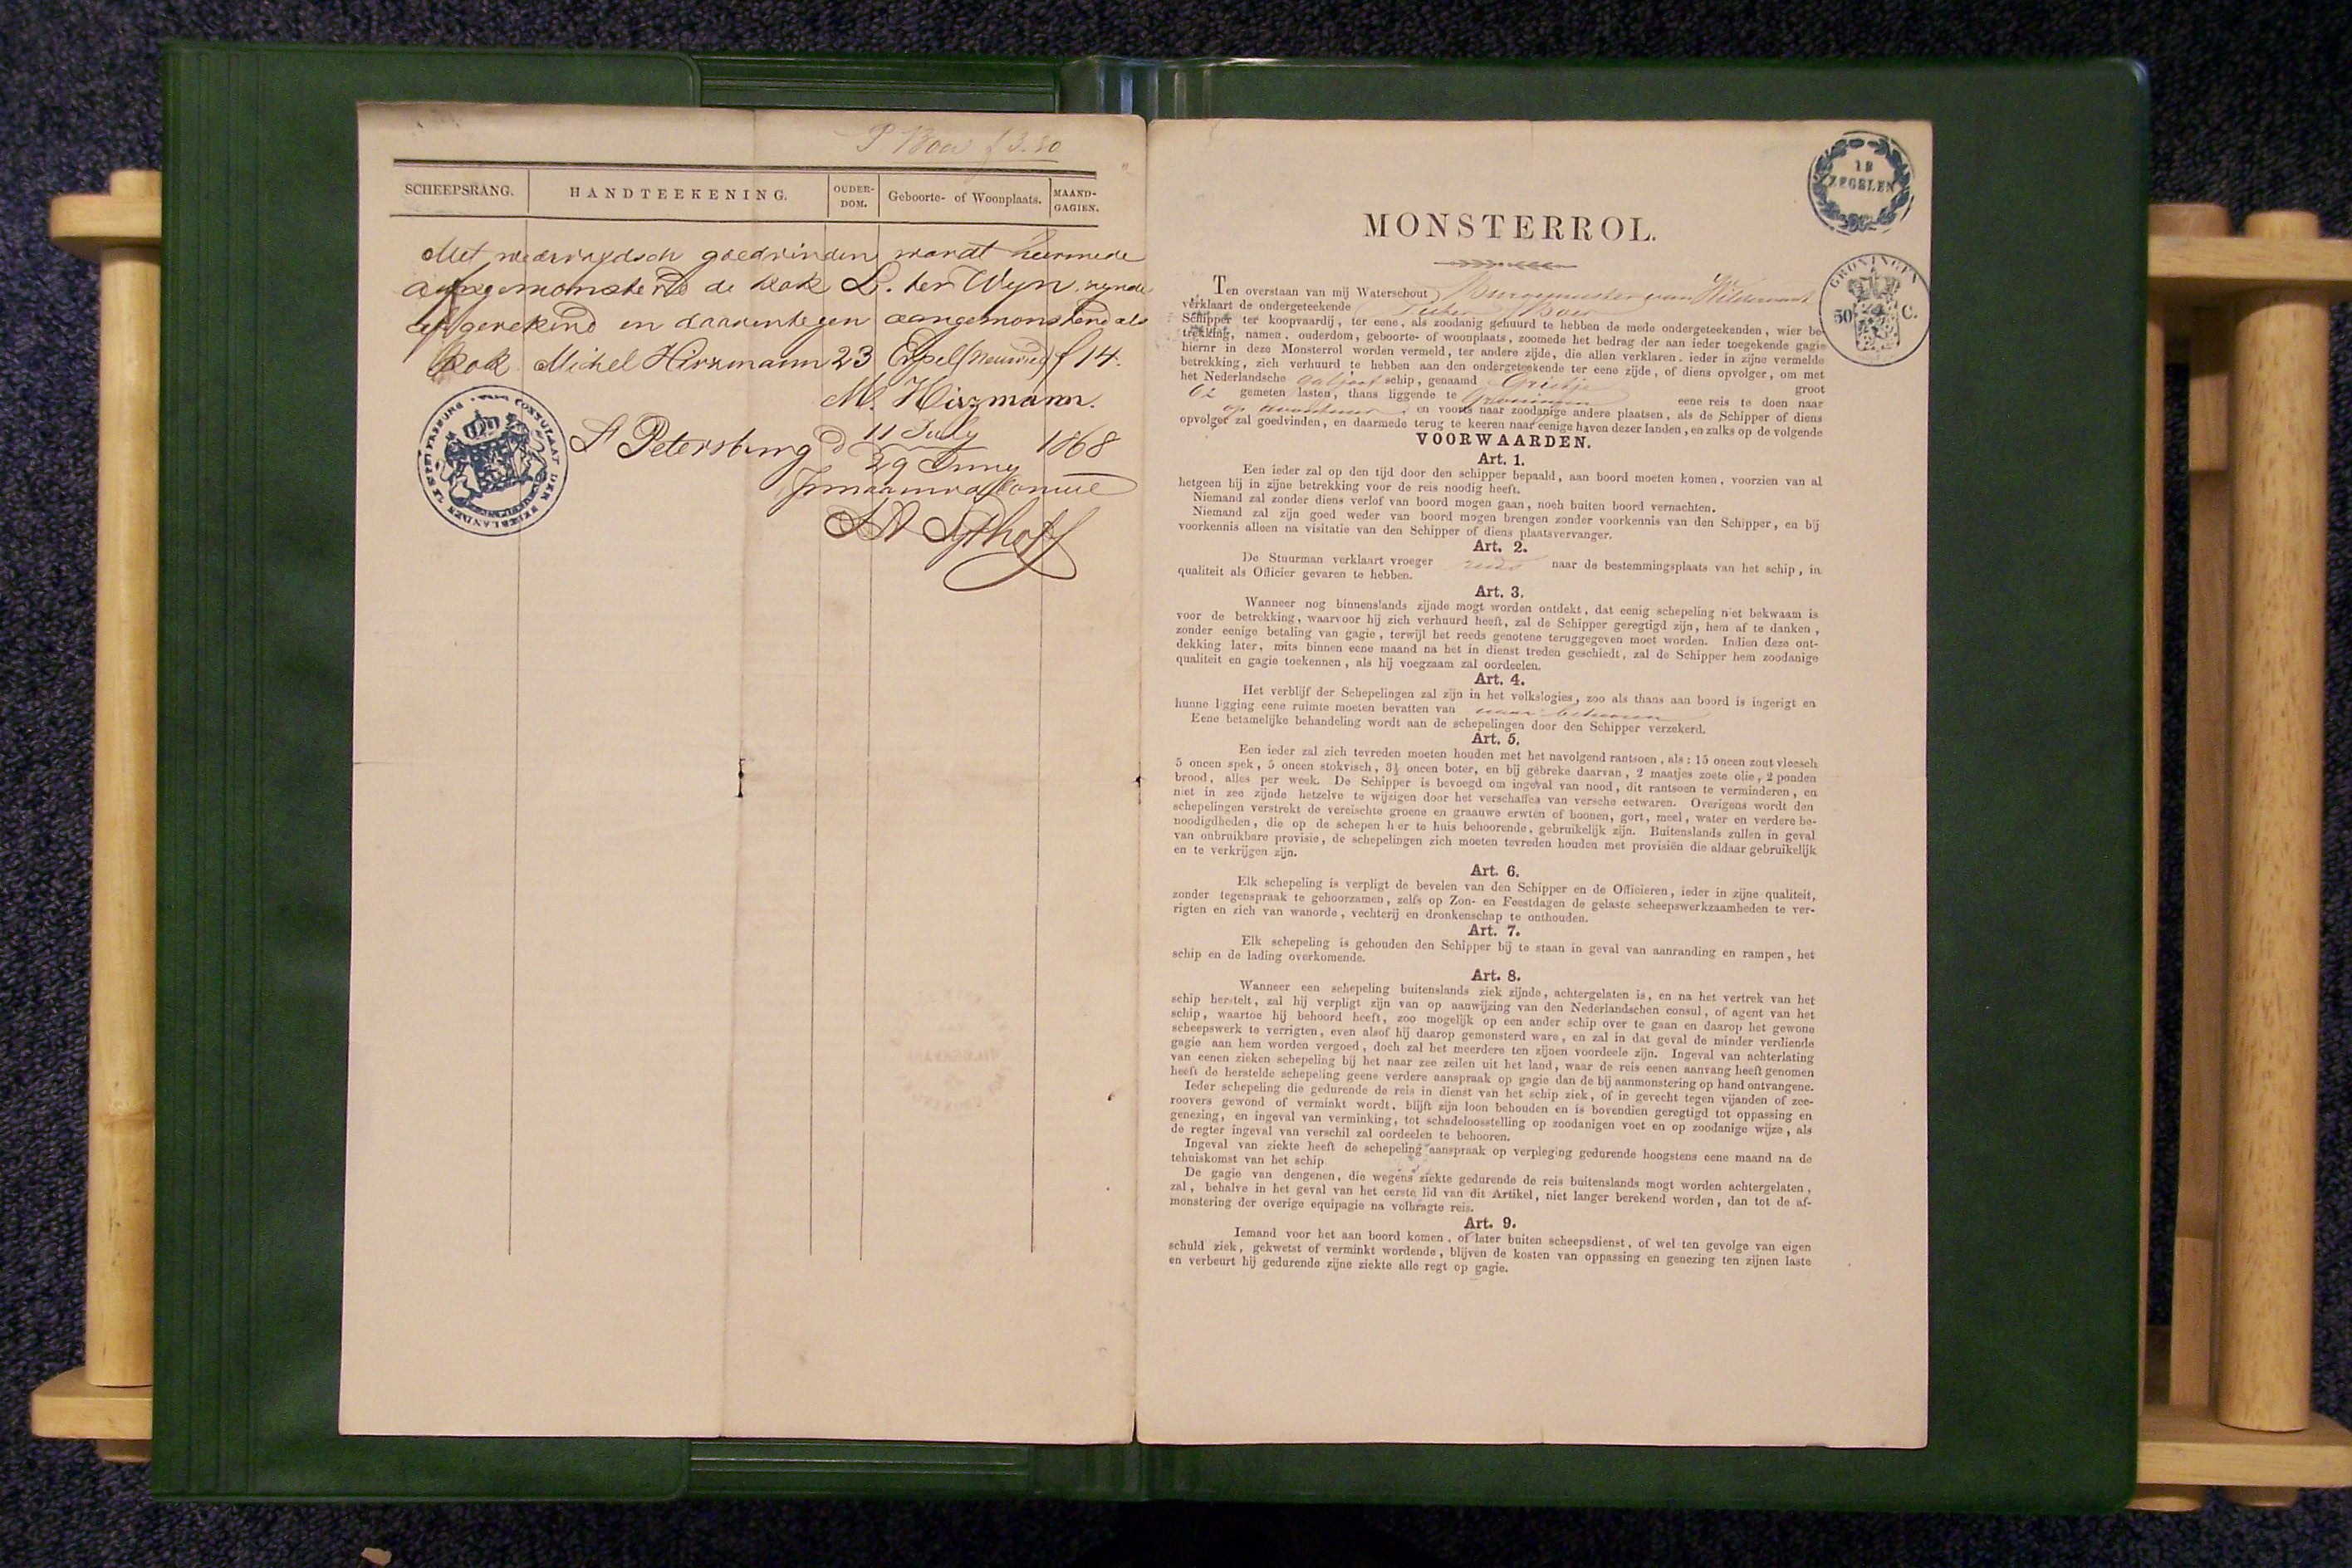 P Boer f 3.20
SCHEEPSRANG. HANDTEEKENING. OUDER-DOM. Geboorte- of Woonplaats. MAAND-GAGIEN.
Met wederzydsch goedvinden wordt hiermede
afgemonsterd de kok L. ter Wyn, zynde
afgerekend en daarentegen aangemonsterd als
Kok Michel Hirzmann 23 Erpel (Neuwied) f 14.
M. Hirzmann.
St Petersburg d 11 July / 29 Juny 1868
CONSULAAT DER NEDERLANDEN ST PETERSBURG
MONSTERROL.
18 ZEGELEN
GRONINGEN
50 C.
Ten overstaan van mij Waterschout Burgemeester van Wildervank
verklaart de ondergeteekende Pieter Boer
Schipper ter koopvaardij, ter eene, als zoodanig gehuurd te hebben de mede ondergeteekenden, wier be-
trekking, namen, ouderdom, geboorte- of woonplaats, zoomede het bedrag der aan ieder toegekende gagie
hierar in deze Monsterrol worden vermeld, ter andere zijde, die allen verklaren, ieder in zijne vermelde
betrekking, zich verhuurd te hebben aan den ondergeteekende ter eene zijde, of diens opvolger, om met
het Nederlandsche galjoot schip, genaamd Grietje groot
62 gemeten lasten, thans liggende te Groningen eene reis te doen naar
op avontuur en voorts naar zoodanige andere plaatsen, als de Schipper of diens
opvolger zal goedvinden, en daarmede terug te keeren naar eenige haven dezer landen, en zulks op de volgende
VOORWAARDEN.
Art. 1.
Een ieder zal op den tijd door den schipper bepaald, aan boord moeten komen, voorzien van al
hetgeen hij in zijne betrekking voor de reis noodig heeft.
Niemand zal zonder diens verlof van boord mogen gaan, noch buiten boord vernachten.
Niemand zal zijn goed weder van boord mogen brengen zonder voorkennis van den Schipper, en bij
voorkennis alleen na visitatie van den Schipper of diens plaatsvervanger.
Art. 2.
De Stuurman verklaart vroeger reeds naar de bestemmingsplaats van het schip, in
qualiteit als Officier gevaren te hebben.
Art. 3.
Wanneer nog binnenslands zijnde mogt worden ontdekt, dat eenig schepeling niet bekwaam is
voor de betrekking, waarvoor hij zich verhuurd heeft, zal de Schipper geregtigd zijn, hem af te danken,
zonder eenige betaling van gagie, terwijl het reeds genotene teruggegeven moet worden. Indien deze ont-
dekking later, mits binnen eene maand na het in dienst treden geschiedt, zal de Schipper hem zoodanige
qualiteit en gagie toekennen, als hij voegzaam zal oordeelen.
Art. 4.
Het verblijf der Schepelingen zal zijn in het volkslogies, zoo als thans aan boord is ingerigt en
hunne ligging eene ruimte moeten bevatten van naar behooren
Eene betamelijke behandeling wordt aan de schepelingen door den Schipper verzekerd.
Art. 5.
Een ieder zal zich tevreden moeten houden met het navolgend rantsoen, als: 15 oncen zout vleesch
5 oncen spek, 5 oncen stokvisch, 3½ oncen boter, en bij gebreke daarvan, 2 maatjes zoete olie, 2 ponden
brood, alles per week. De Schipper is bevoegd om ingeval van nood, dit rantsoen te verminderen, en
niet in zee zijnde hetzelve te wijzigen door het verschaffen van versche eetwaren. Overigens wordt den
schepelingen verstrekt de vereischte groene en graauwe erwten of boonen, gort, meel, water en verdere be-
noodigdheden, die op de schepen hier te huis behoorende, gebruikelijk zijn. Buitenslands zullen in geval
van onbruikbare provisie, de schepelingen zich moeten tevreden houden met provisiën die aldaar gebruikelijk
en te verkrijgen zijn.
Art. 6.
Elk schepeling is verpligt de bevelen van den Schipper en de Officieren, ieder in zijne qualiteit,
zonder tegenspraak te gehoorzamen, zelfs op Zon- en Feestdagen de gelaste scheepswerkzaamheden te ver-
rigten en zich van wanorde, vechterij en dronkenschap te onthouden.
Art. 7.
Elk schepeling is gehouden den Schipper bij te staan in geval van aanranding en rampen, het
schip en de lading overkomende.
Art. 8.
Wanneer een schepeling buitenslands ziek zijnde, achtergelaten is, en na het vertrek van het
schip herstelt, zal hij verpligt zijn van op aanwijzing van den Nederlandschen consul, of agent van het
schip, waartoe hij behoord heeft, zoo mogelijk op een ander schip over te gaan en daarop het gewone
scheepswerk te verrigten, even alsof hij daarop gemonsterd ware, en zal in dat geval de minder verdiende
gagie aan hem worden vergoed, doch zal het meerdere ten zijnen voordeele zijn. Ingeval van achterlating
van eenen zieken schepeling bij het naar zee zeilen uit het land, waar de reis eenen aanvang heeft genomen
heeft de herstelde schepeling geene verdere aanspraak op gagie dan de bij aanmonstering op hand ontvangene.
Ieder schepeling die gedurende de reis in dienst van het schip ziek, of in gevecht tegen vijanden of zee-
roovers gewond of verminkt wordt, blijft zijn loon behouden en is bovendien geregtigd tot oppassing en
genezing, en ingeval van verminking, tot schadeloosstelling op zoodanigen voet en op zoodanige wijze, als
de regter ingeval van verschil zal oordeelen te behooren.
Ingeval van ziekte heeft de schepeling aanspraak op verpleging gedurende hoogstens eene maand na de
tehuiskomst van het schip
De gagie van dengenen, die wegens ziekte gedurende de reis buitenslands mogt worden achtergelaten,
zal, behalve in het geval van het eerste lid van dit Artikel, niet langer berekend worden, dan tot de af-
monstering der overige equipagie na volbragte reis.
Art. 9.
Iemand voor het aan boord komen, of later buiten scheepsdienst, of wel ten gevolge van eigen
schuld ziek, gekwetst of verminkt wordende, blijven de kosten van oppassing en genezing ten zijnen laste
en verbeurt hij gedurende zijne ziekte alle regt op gagie.